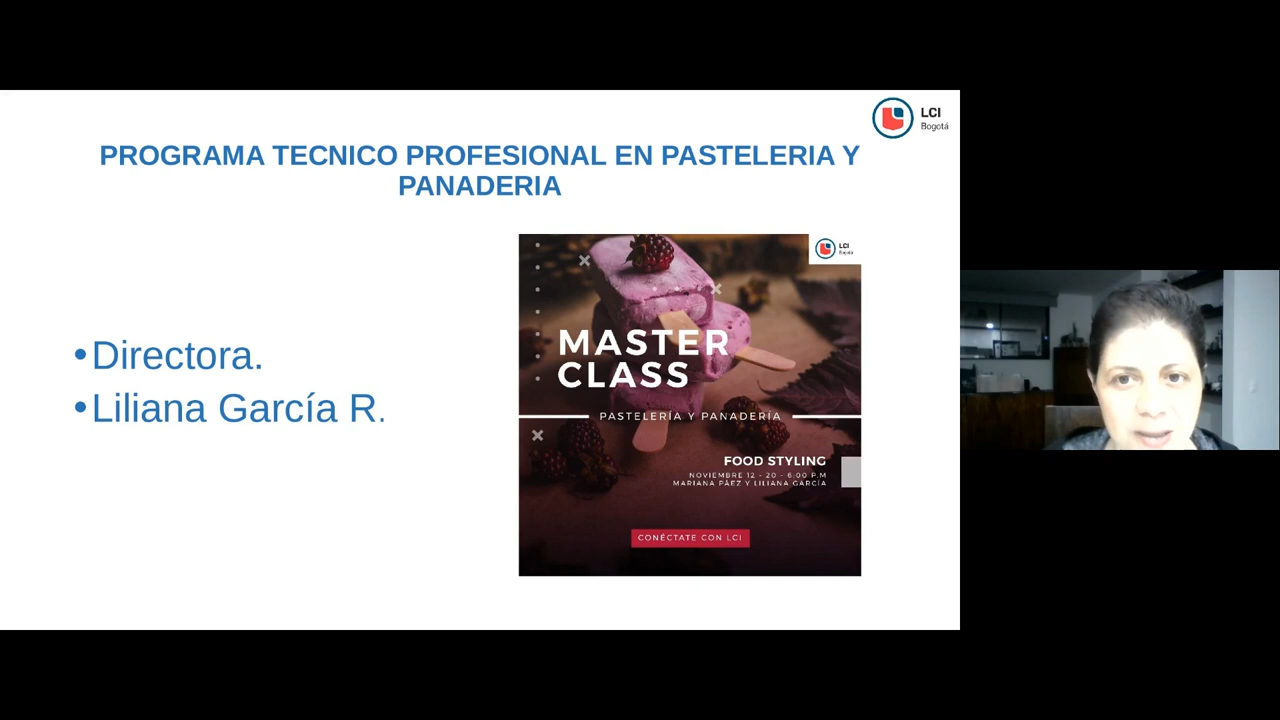 LCI
Bogotá
PROGRAMA TECNICO PROFESIONAL EN PASTELERIA Y
PANADERIA
•Directora.
•Liliana García R.
LCI
Bogotá
MASTER
CLASS
PASTELERÍA Y PANADERÍA
FOOD STYLING
NOVIEMBRE 12 - 20 - 6:00 P.M
MARIANA PÁEZ Y LILIANA GARCÍA
CONÉCTATE CON LCI